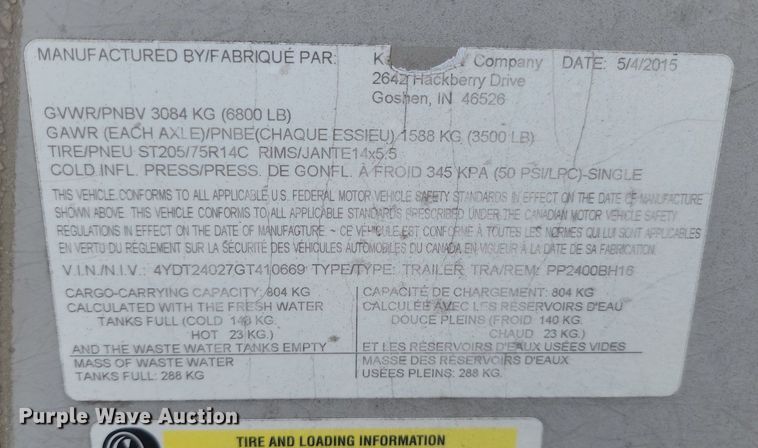 MANUFACTURED BY/FABRIQUÉ PAR: Company DATE: 5/4/2015
2642 Hackberry Drive
Goshen, IN 46526
GVWR/PNBV 3084 KG (6800 LB)
GAWR (EACH AXLE)/PNBE(CHAQUE ESSIEU) 1588 KG (3500 LB)
TIRE/PNEU ST205/75R14C RIMS/JANTE14x5.5
COLD INFL. PRESS/PRESS. DE GONFL. À FROID 345 KPA (50 PSI/LPC)-SINGLE
THIS VEHICLE CONFORMS TO ALL APPLICABLE U.S. FEDERAL MOTOR VEHICLE SAFETY STANDARDS IN EFFECT ON THE DATE OF MANUFACTURE
SHOWN ABOVE. THIS VEHICLE CONFORMS TO ALL APPLICABLE STANDARDS PRESCRIBED UNDER THE CANADIAN MOTOR VEHICLE SAFETY
REGULATIONS IN EFFECT ON THE DATE OF MANUFACTURE ~ CE VEHICULE EST CONFORME À TOUTES LES NORMES QUI LUI SONT APPLICABLES
EN VERTU DU RÈGLEMENT SUR LA SÉCURITÉ DES VÉHICULES AUTOMOBILES DU CANADA EN VIGUEUR À LA DATE DE SA FABRICATION.
V.I.N./N.I.V.: 4YDT24027GT410669 TYPE/TYPE: TRAILER, TRA/REM: PP2400BH16
CARGO-CARRYING CAPACITY: 804 KG
CALCULATED WITH THE FRESH WATER
TANKS FULL (COLD 140 KG.
HOT 23 KG.)
AND THE WASTE WATER TANKS EMPTY
MASS OF WASTE WATER
TANKS FULL: 288 KG
CAPACITÉ DE CHARGEMENT: 804 KG
CALCULÉE AVEC LES RÉSERVOIRS D'EAU
DOUCE PLEINS (FROID 140 KG.
CHAUD 23 KG.)
ET LES RÉSERVOIRS D'EAU USÉES VIDES
MASSE DES RÉSERVOIRS D'EAUX
USÉES PLEINS: 288 KG.
Purple Wave Auction
TIRE AND LOADING INFORMATION